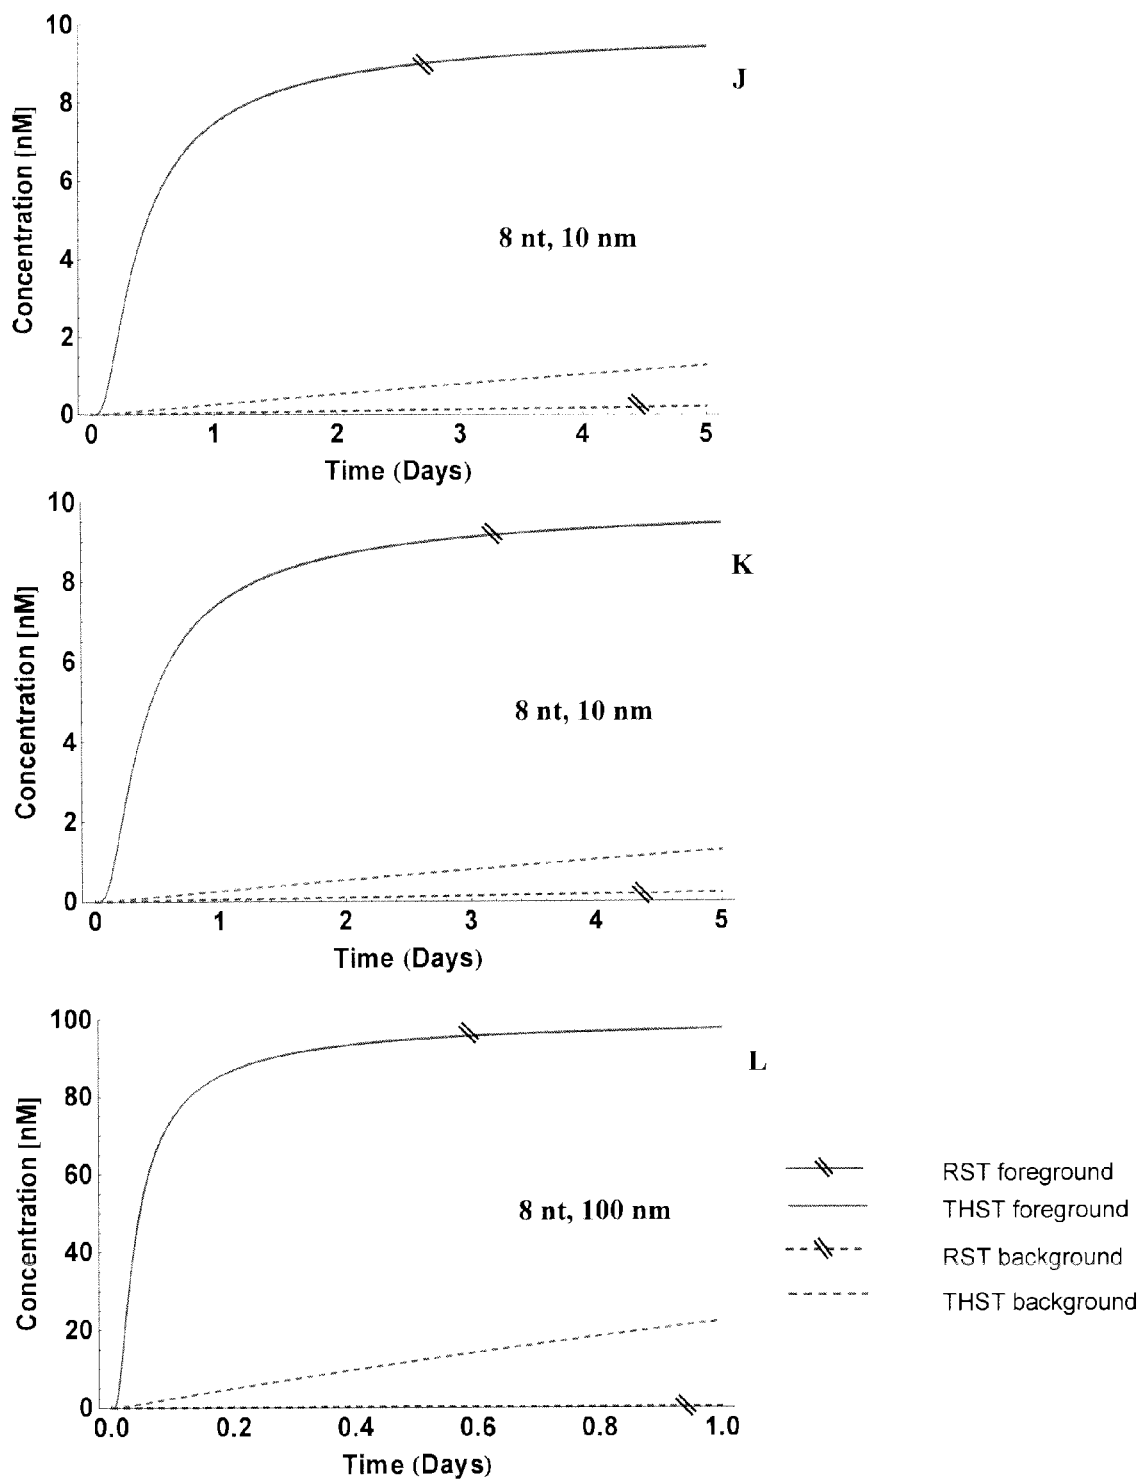 10
8
6
4
2
0
Concentration [nM]
J
8 nt, 10 nm
0 1 2 3 4 5
Time (Days)
10
8
6
4
2
0
Concentration [nM]
K
8 nt, 10 nm
0 1 2 3 4 5
Time (Days)
100
80
60
40
20
0
Concentration [nM]
L
8 nt, 100 nm
0.0 0.2 0.4 0.6 0.8 1.0
Time (Days)
RST foreground
THST foreground
RST background
THST background